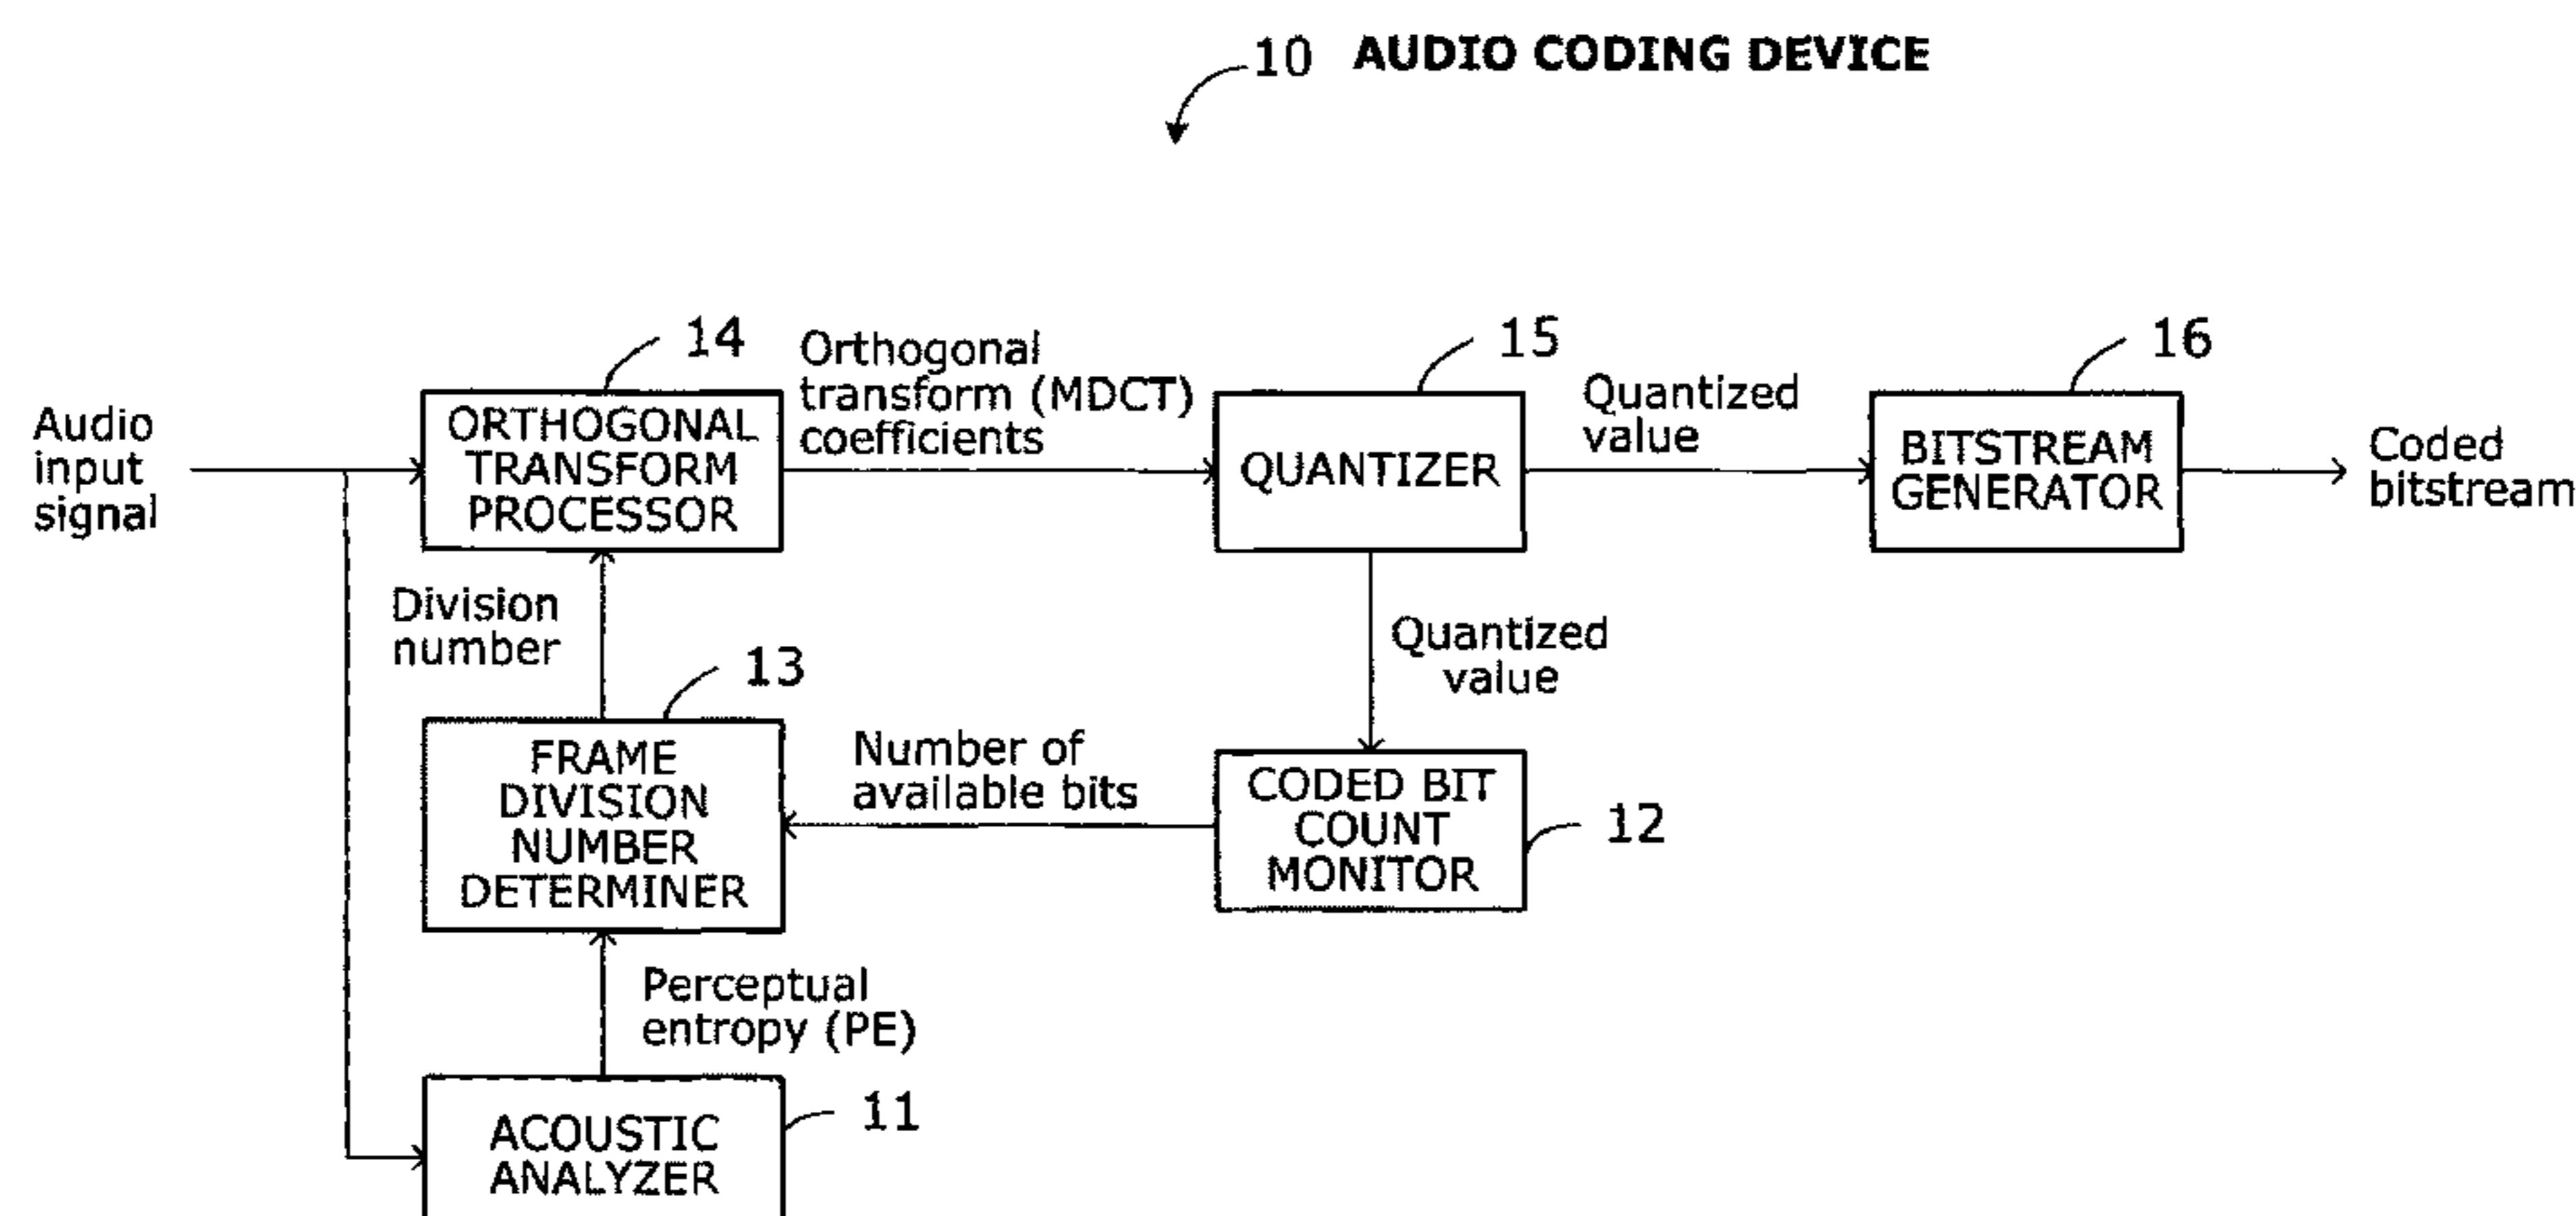 10 AUDIO CODING DEVICE
14
Orthogonal
transform (MDCT)
coefficients
15
Quantized
value
16
Audio
input
signal
ORTHOGONAL
TRANSFORM
PROCESSOR
QUANTIZER
BITSTREAM
GENERATOR
Coded
bitstream
Division
number
13
Quantized
value
FRAME
DIVISION
NUMBER
DETERMINER
Number of
available bits
CODED BIT
COUNT
MONITOR
12
Perceptual
entropy (PE)
ACOUSTIC
ANALYZER
11